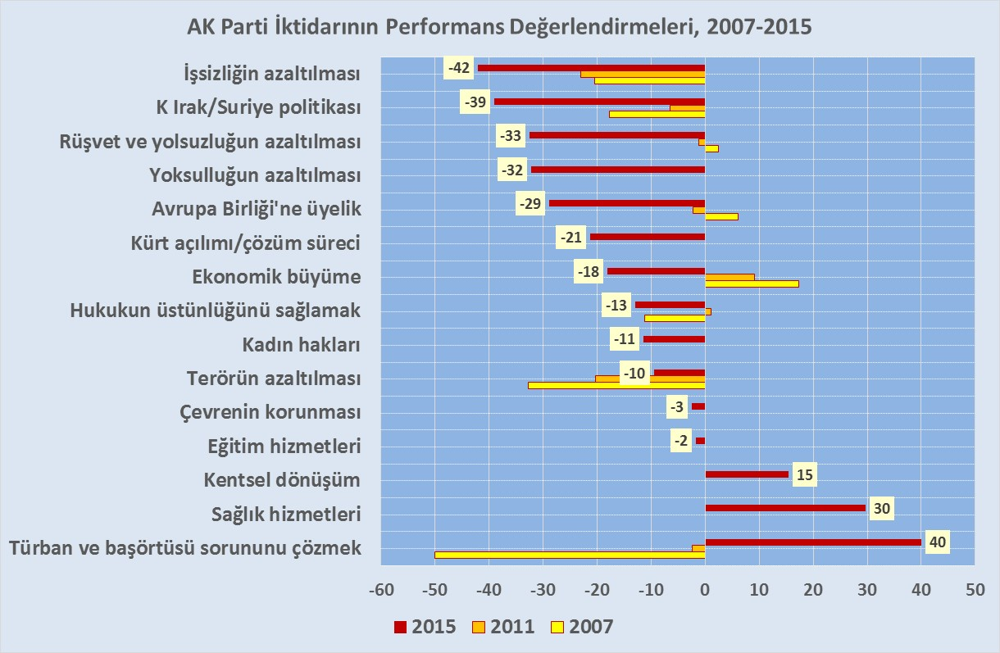 AK Parti İktidarının Performans Değerlendirmeleri, 2007-2015
İşsizliğin azaltılması
-42
K Irak/Suriye politikası
-39
Rüşvet ve yolsuzluğun azaltılması
-33
Yoksulluğun azaltılması
-32
Avrupa Birliği'ne üyelik
-29
Kürt açılımı/çözüm süreci
-21
Ekonomik büyüme
-18
Hukukun üstünlüğünü sağlamak
-13
Kadın hakları
-11
Terörün azaltılması
-10
Çevrenin korunması
-3
Eğitim hizmetleri
-2
Kentsel dönüşüm
15
Sağlık hizmetleri
30
Türban ve başörtüsü sorununu çözmek
40
-60 -50 -40 -30 -20 -10 0 10 20 30 40 50
2015 2011 2007